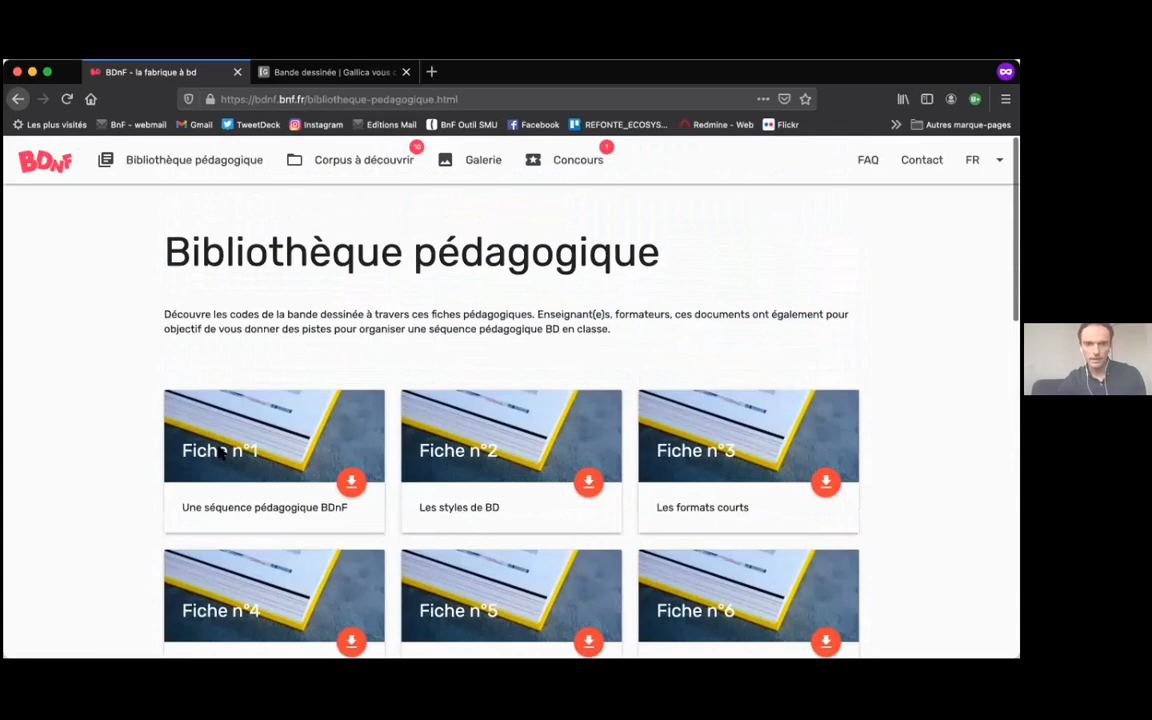 BDnF - la fabrique à bd
Bande dessinée | Gallica vous c
https://bdnf.bnf.fr/bibliotheque-pedagogique.html
Les plus visités BnF - webmail Gmail TweetDeck Instagram Editions Mail BnF Outil SMU Facebook REFONTE_ECOSYS... Redmine - Web Flickr Autres marque-pages
BDnF Bibliothèque pédagogique Corpus à découvrir 10 Galerie Concours 1 FAQ Contact FR
Bibliothèque pédagogique
Découvre les codes de la bande dessinée à travers ces fiches pédagogiques. Enseignant(e)s, formateurs, ces documents ont également pour
objectif de vous donner des pistes pour organiser une séquence pédagogique BD en classe.
Fiche n°1 Fiche n°2 Fiche n°3
Une séquence pédagogique BDnF Les styles de BD Les formats courts
Fiche n°4 Fiche n°5 Fiche n°6